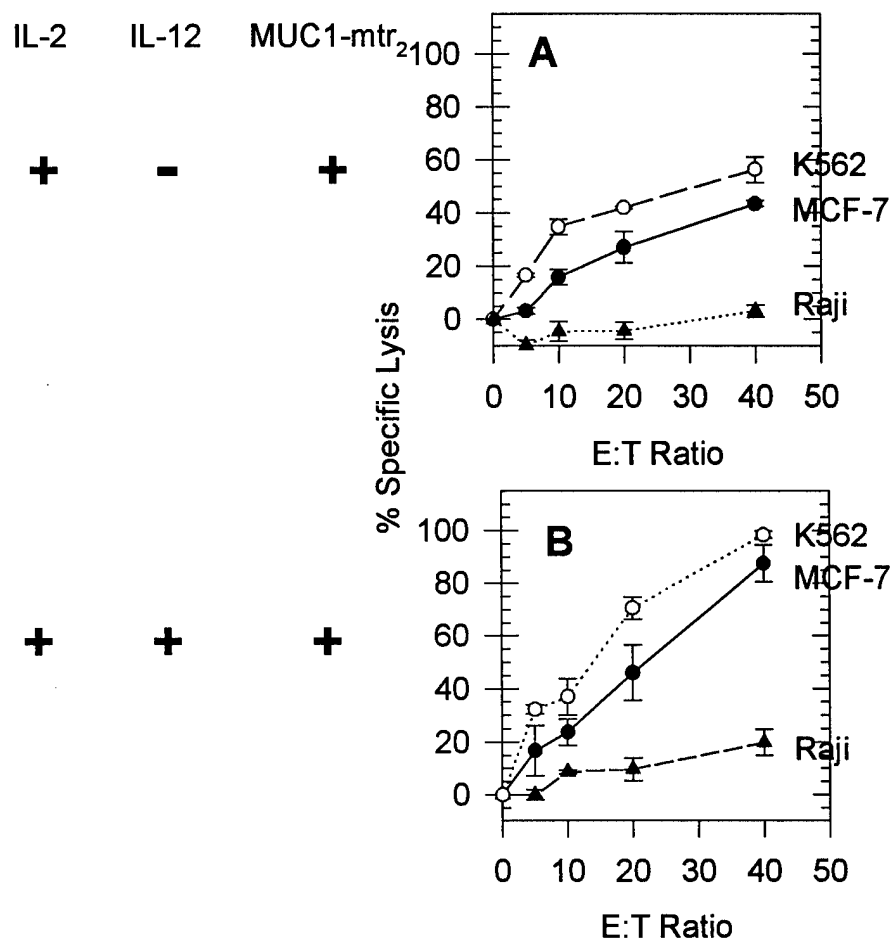 IL-2 IL-12 MUC1-mtr2
+ - +
% Specific Lysis
A
100
80
60
40
20
0
K562
MCF-7
Raji
0 10 20 30 40 50
E:T Ratio
+ + +
B
100
80
60
40
20
0
K562
MCF-7
Raji
0 10 20 30 40 50
E:T Ratio